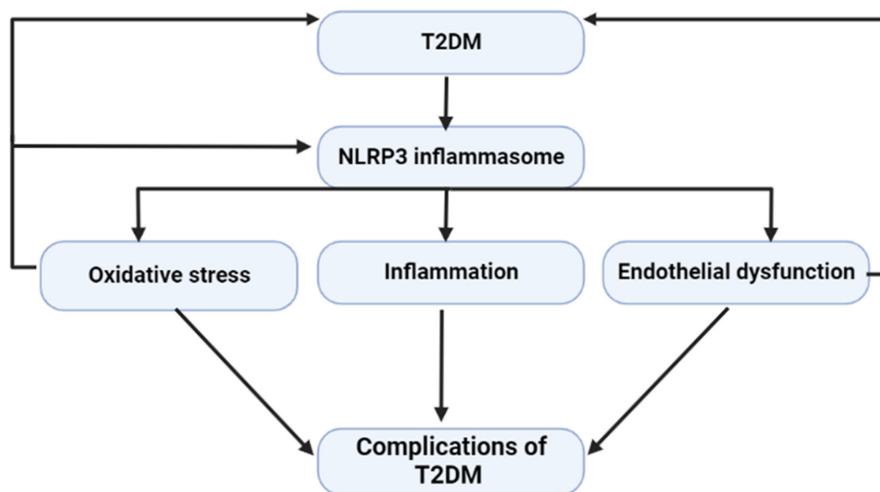 T2DM
NLRP3 inflammasome
Oxidative stress
Inflammation
Endothelial dysfunction
Complications of
T2DM